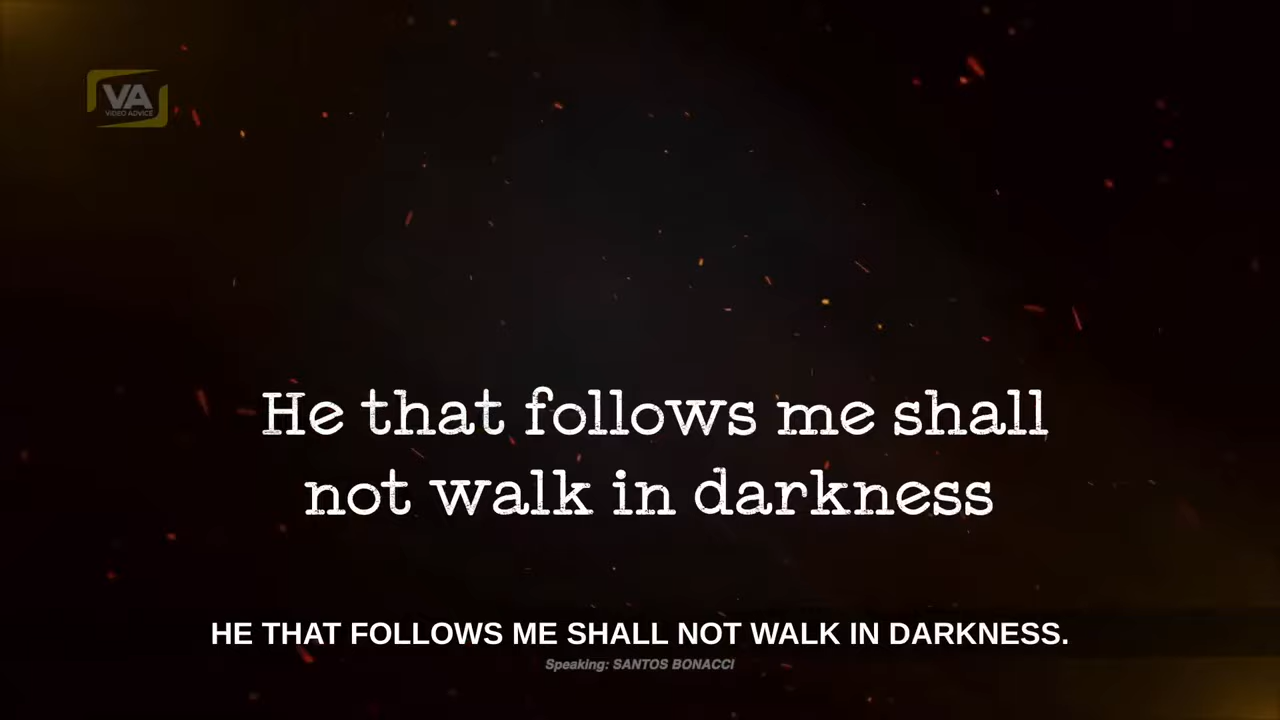 VA
VIDEO ADVICE
He that follows me shall
not walk in darkness
HE THAT FOLLOWS ME SHALL NOT WALK IN DARKNESS.
Speaking: SANTOS BONACCI